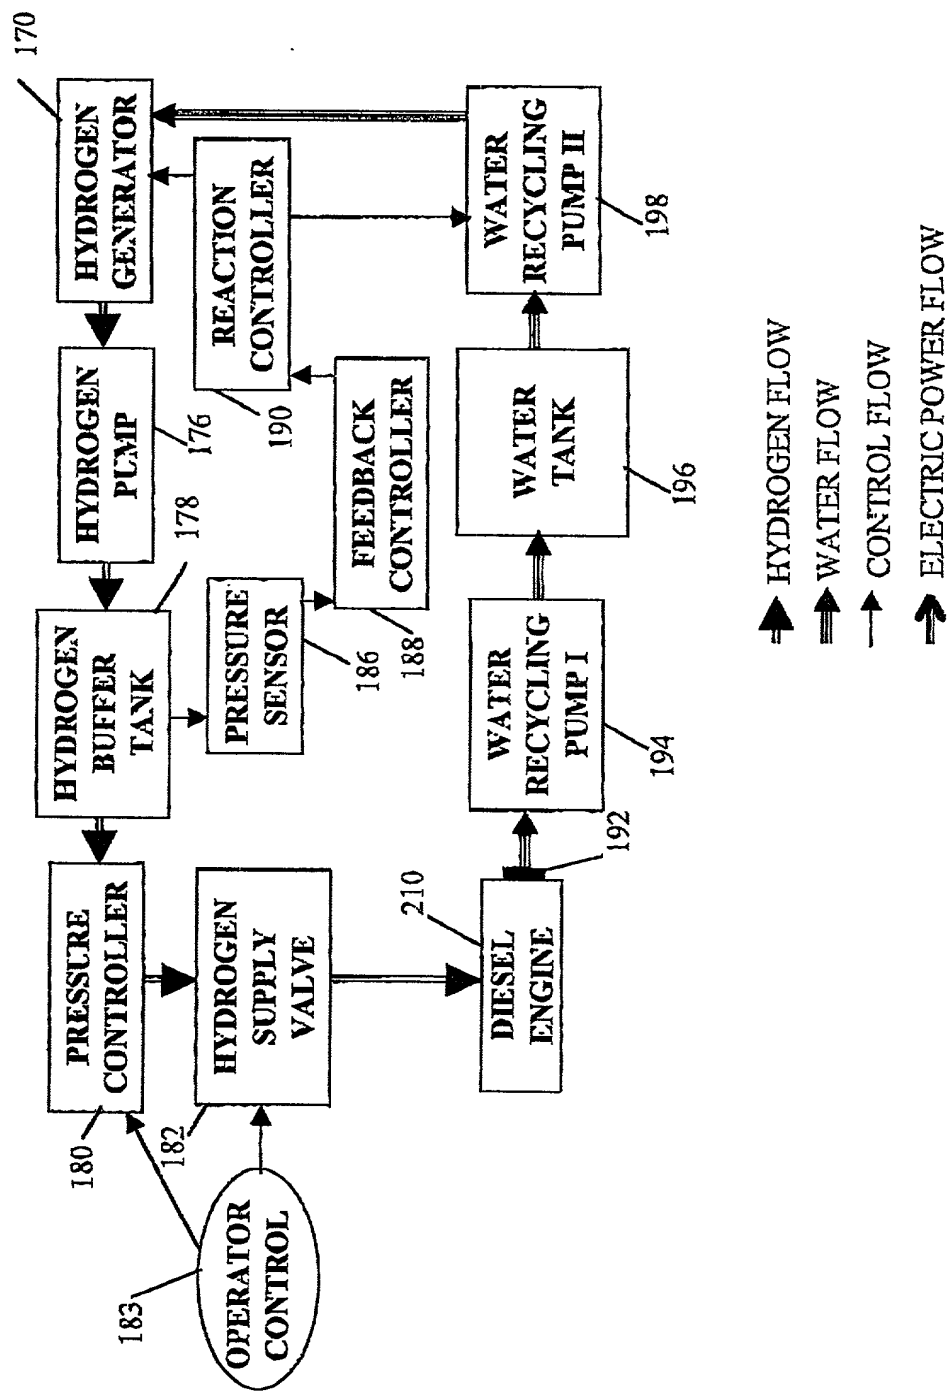 170
HYDROGEN
GENERATOR
HYDROGEN
PUMP
176
178
HYDROGEN
BUFFER
TANK
PRESSURE
CONTROLLER
180
REACTION
CONTROLLER
190
FEEDBACK
CONTROLLER
188
PRESSURE
SENSOR
186
HYDROGEN
SUPPLY
VALVE
182
183
OPERATOR
CONTROL
210
DIESEL
ENGINE
192
WATER
RECYCLING
PUMP I
194
WATER
TANK
196
WATER
RECYCLING
PUMP II
198
HYDROGEN FLOW
WATER FLOW
CONTROL FLOW
ELECTRIC POWER FLOW